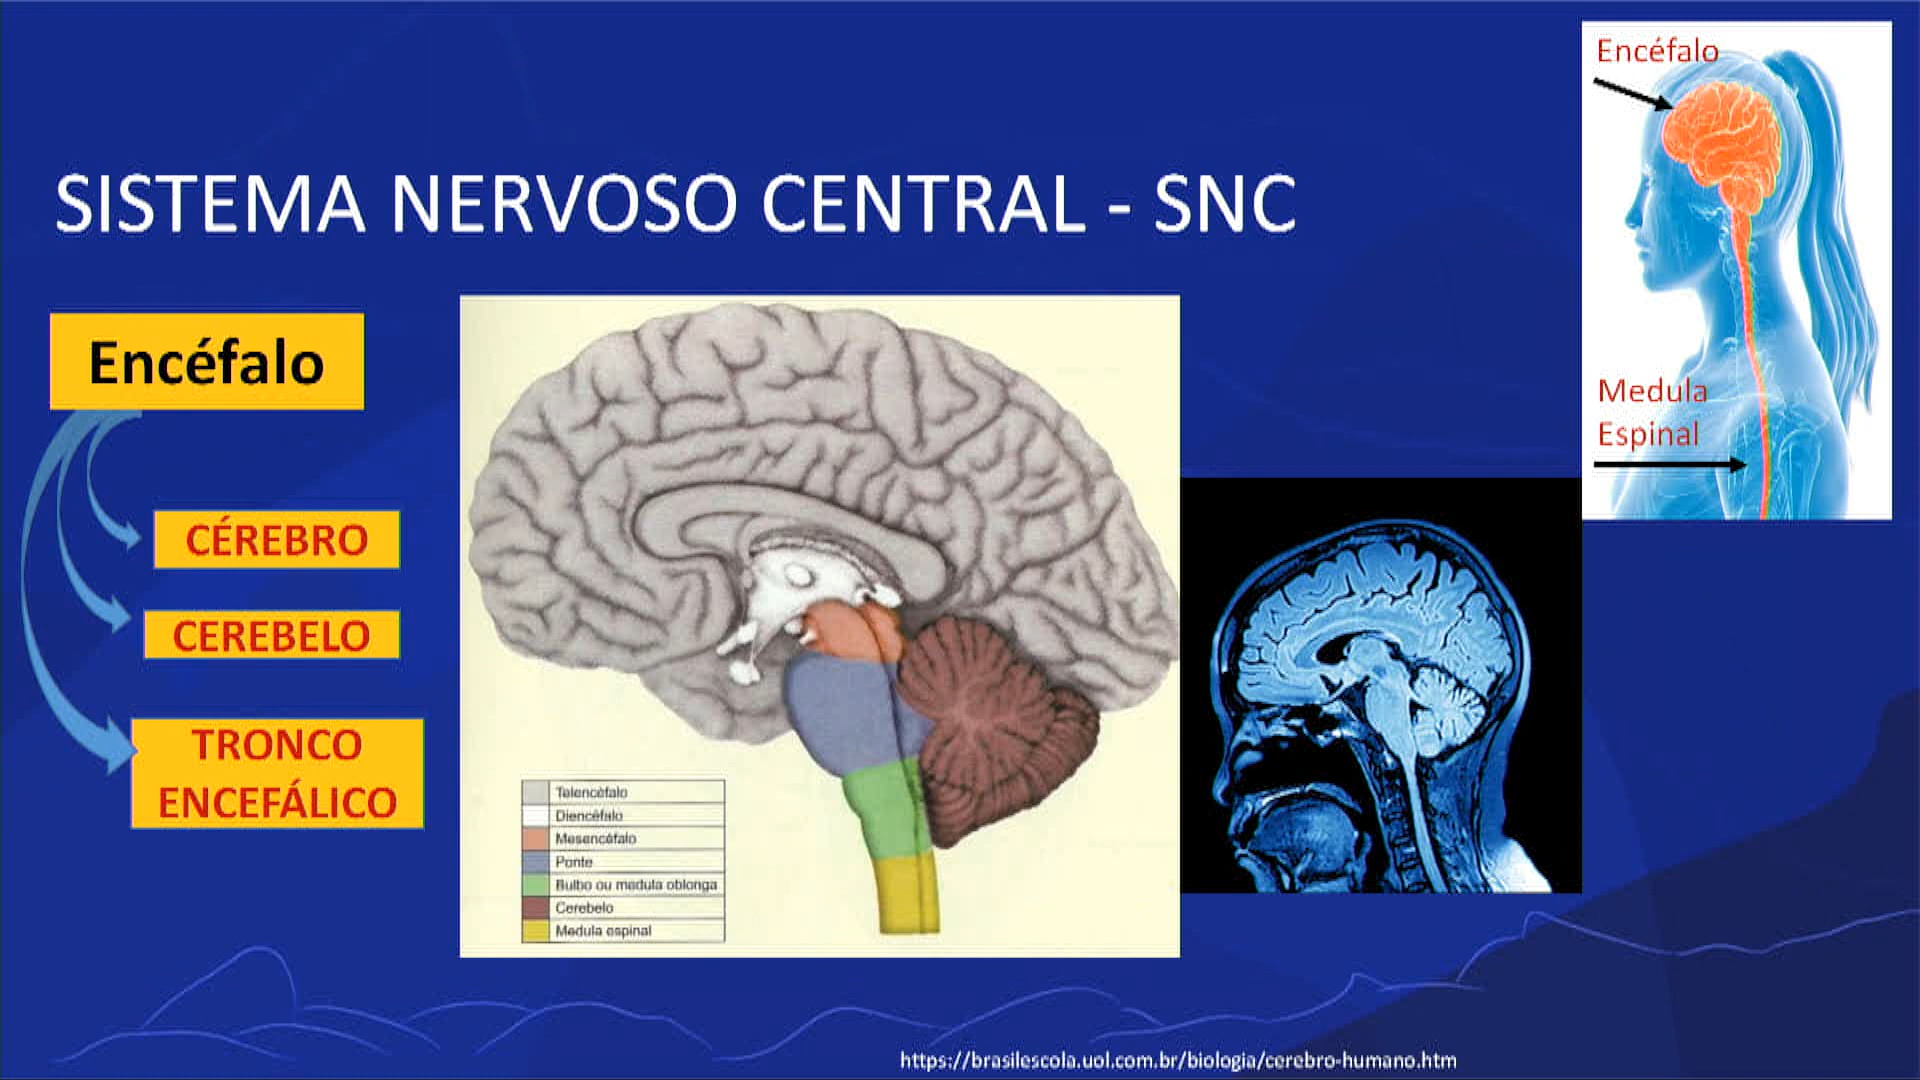 Encéfalo
SISTEMA NERVOSO CENTRAL - SNC
Encéfalo
Medula
Espinal
CÉREBRO
CEREBELO
TRONCO
ENCEFÁLICO
Telencéfalo
Diencéfalo
Mesencéfalo
Ponte
Bulbo ou medula oblonga
Cerebelo
Medula espinal
https://brasilescola.uol.com.br/biologia/cerebro-humano.htm